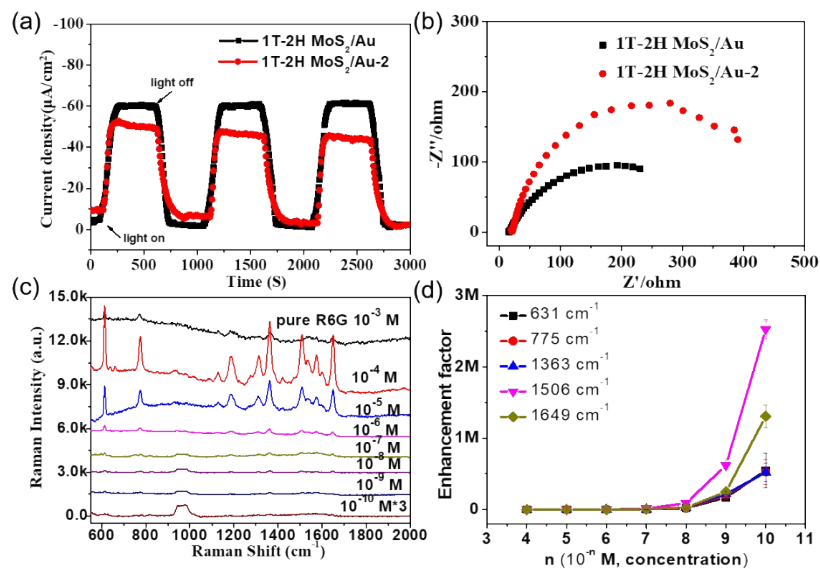 (a)
-100
-80
-60
-40
-20
0
Current density(μA/cm²)
1T-2H MoS₂/Au
1T-2H MoS₂/Au-2
light off
light on
0 500 1000 1500 2000 2500 3000
Time (S)
(b)
300
200
100
0
-Z''/ohm
1T-2H MoS₂/Au
1T-2H MoS₂/Au-2
0 100 200 300 400 500
Z'/ohm
(c)
15.0k
12.0k
9.0k
6.0k
3.0k
0.0
Raman Intensity (a.u.)
pure R6G 10⁻³ M
10⁻⁴ M
10⁻⁵ M
10⁻⁶ M
10⁻⁷ M
10⁻⁸ M
10⁻⁹ M
10⁻¹⁰ M*3
600 800 1000 1200 1400 1600 1800 2000
Raman Shift (cm⁻¹)
(d)
3M
2M
1M
0
Enhancement factor
631 cm⁻¹
775 cm⁻¹
1363 cm⁻¹
1506 cm⁻¹
1649 cm⁻¹
3 4 5 6 7 8 9 10 11
n (10⁻ⁿ M, concentration)